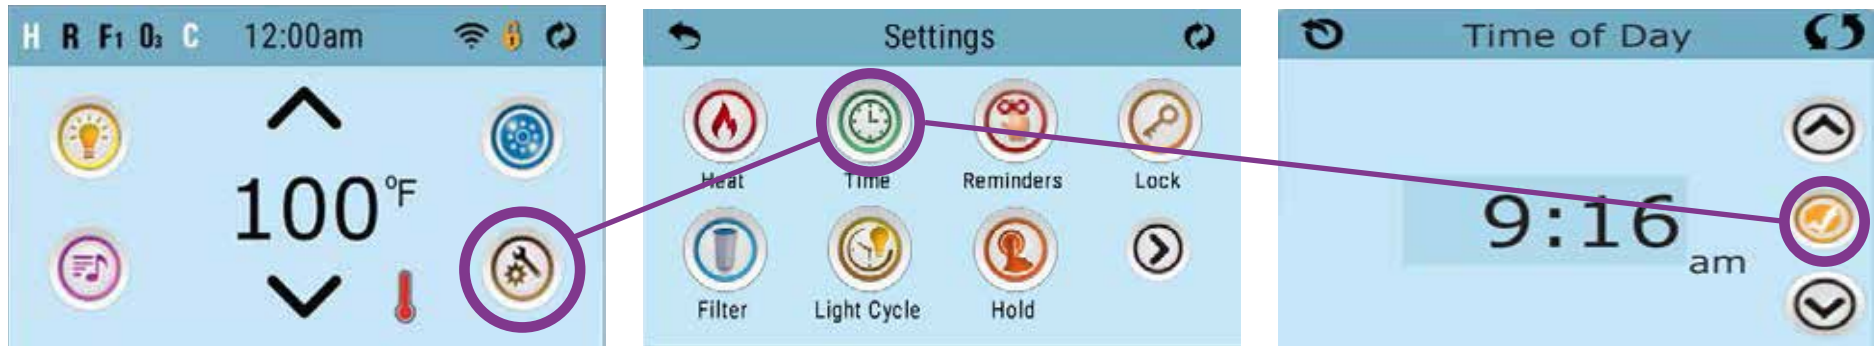 H R F1 O3 C 12:00am
100°F
Settings
Heat Time Reminders Lock
Filter Light Cycle Hold
Time of Day
9:16 am